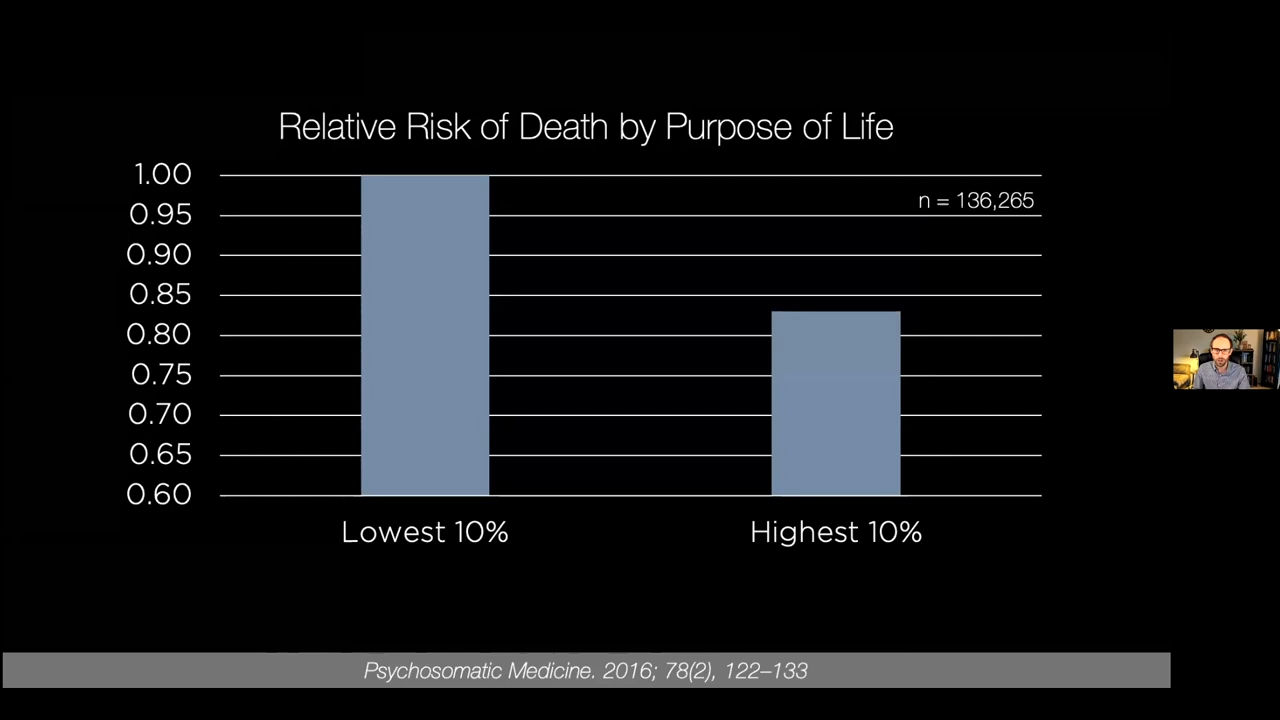 Relative Risk of Death by Purpose of Life
1.00
n = 136,265
0.95
0.90
0.85
0.80
0.75
0.70
0.65
0.60
Lowest 10%
Highest 10%
Psychosomatic Medicine. 2016; 78(2), 122–133